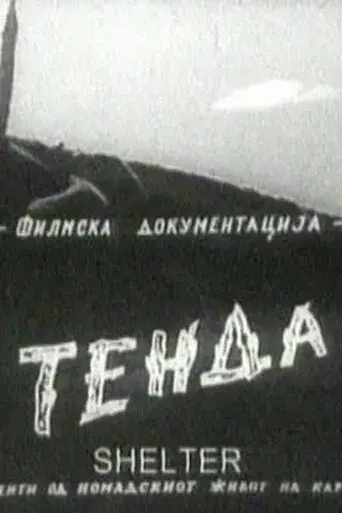 - ФИЛМСКА ДОКУМЕНТАЦИЈА -
ТЕНДА
SHELTER
ОД НОМАДСКИОТ ЖИВОТ НА